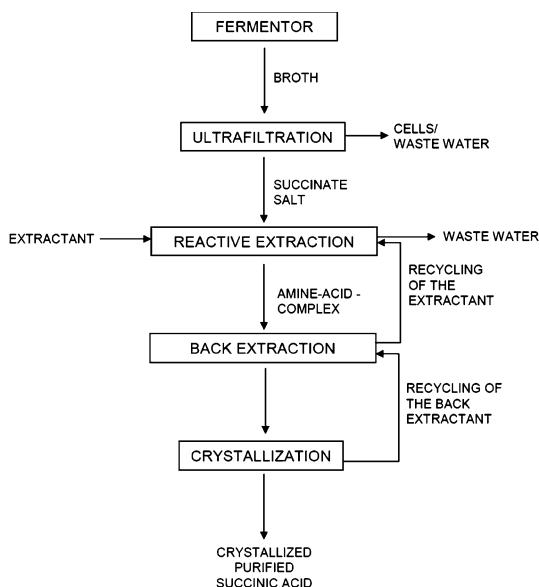 FERMENTOR
BROTH
ULTRAFILTRATION
CELLS/
WASTE WATER
SUCCINATE
SALT
EXTRACTANT
REACTIVE EXTRACTION
WASTE WATER
RECYCLING
OF THE
EXTRACTANT
AMINE-ACID -
COMPLEX
BACK EXTRACTION
RECYCLING OF
THE BACK
EXTRACTANT
CRYSTALLIZATION
CRYSTALLIZED
PURIFIED
SUCCINIC ACID